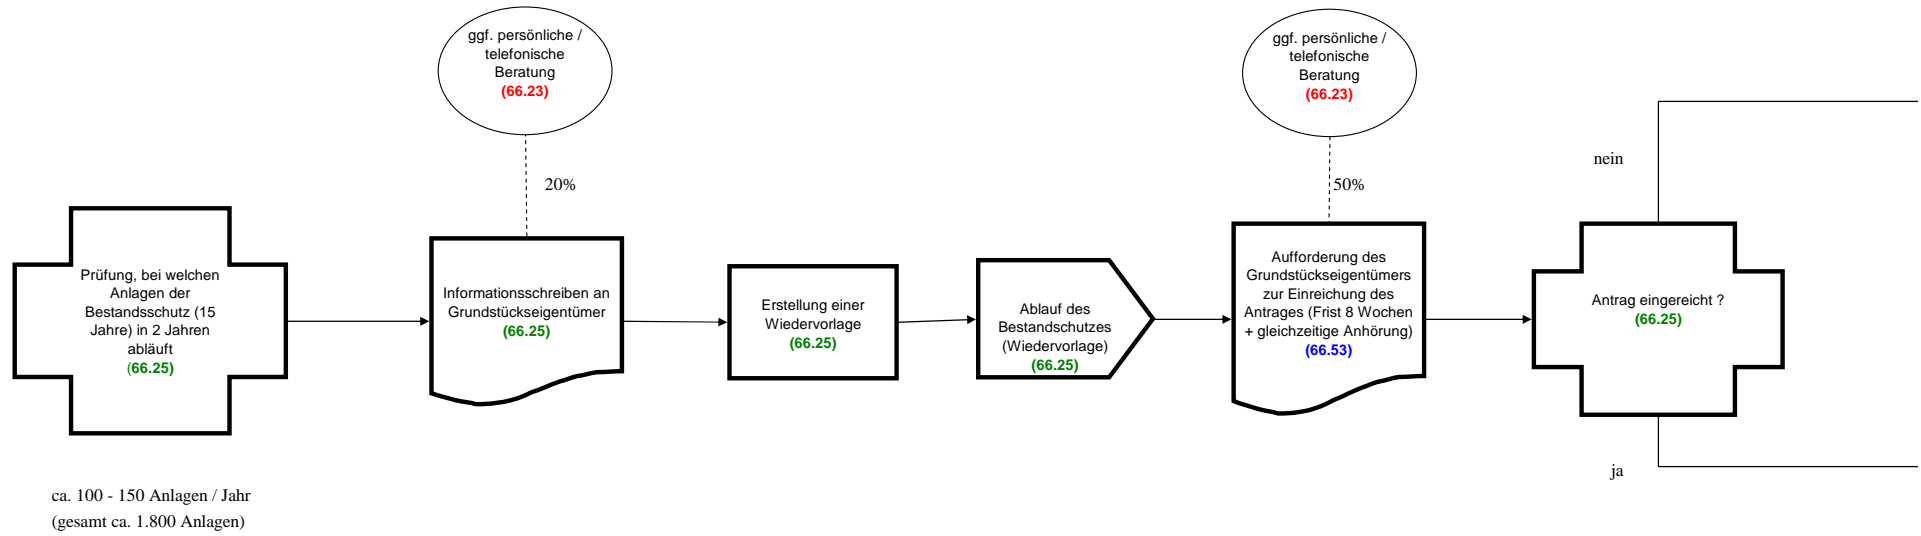 ggf. persönliche /
telefonische
Beratung
(66.23)
20%
ggf. persönliche /
telefonische
Beratung
(66.23)
50%
Prüfung, bei welchen
Anlagen der
Bestandsschutz (15
Jahre) in 2 Jahren
abläuft
(66.25)
Informationsschreiben an
Grundstückseigentümer
(66.25)
Erstellung einer
Wiedervorlage
(66.25)
Ablauf des
Bestandschutzes
(Wiedervorlage)
(66.25)
Aufforderung des
Grundstückseigentümers
zur Einreichung des
Antrages (Frist 8 Wochen
+ gleichzeitige Anhörung)
(66.53)
Antrag eingereicht ?
(66.25)
nein
ja
ca. 100 - 150 Anlagen / Jahr
(gesamt ca. 1.800 Anlagen)